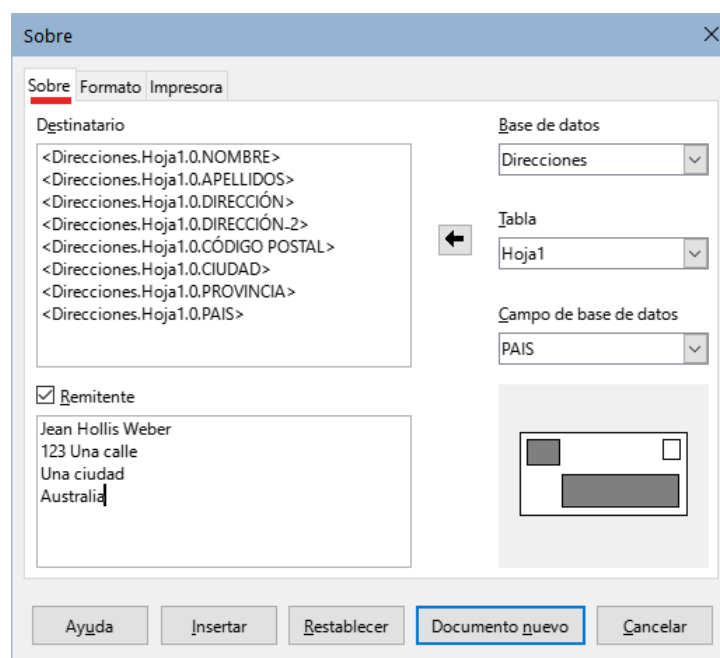 Sobre
Sobre Formato Impresora
Destinatario
<Direcciones.Hoja1.0.NOMBRE>
<Direcciones.Hoja1.0.APELLIDOS>
<Direcciones.Hoja1.0.DIRECCIÓN>
<Direcciones.Hoja1.0.DIRECCIÓN-2>
<Direcciones.Hoja1.0.CÓDIGO POSTAL>
<Direcciones.Hoja1.0.CIUDAD>
<Direcciones.Hoja1.0.PROVINCIA>
<Direcciones.Hoja1.0.PAIS>
Base de datos
Direcciones
Tabla
Hoja1
Campo de base de datos
PAIS
Remitente
Jean Hollis Weber
123 Una calle
Una ciudad
Australia
Ayuda Insertar Restablecer Documento nuevo Cancelar